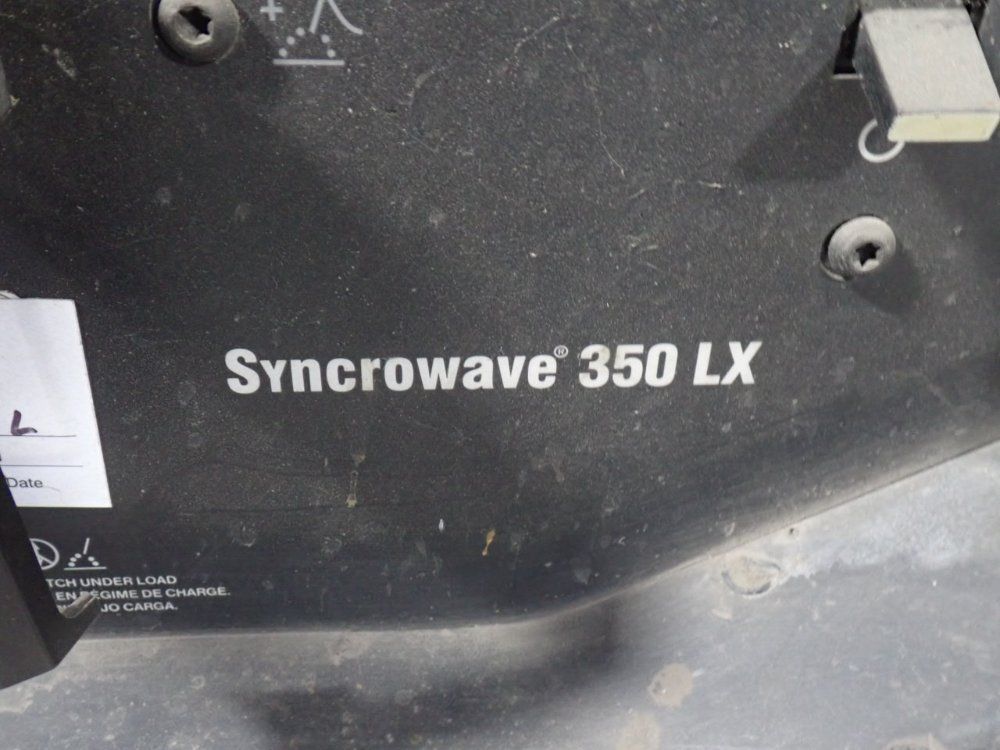 Syncrowave® 350 LX
Date
TCH UNDER LOAD
EN RÉGIME DE CHARGE.
JO CARGA.